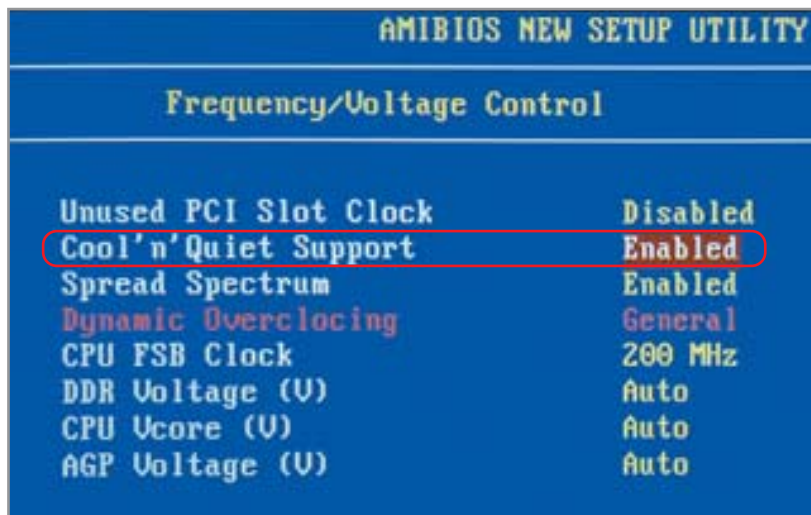 AMIBIOS NEW SETUP UTILITY
Frequency/Voltage Control
Unused PCI Slot Clock Disabled
Cool'n'Quiet Support Enabled
Spread Spectrum Enabled
Dynamic Overclocing General
CPU FSB Clock 200 MHz
DDR Voltage (V) Auto
CPU Vcore (V) Auto
AGP Voltage (V) Auto